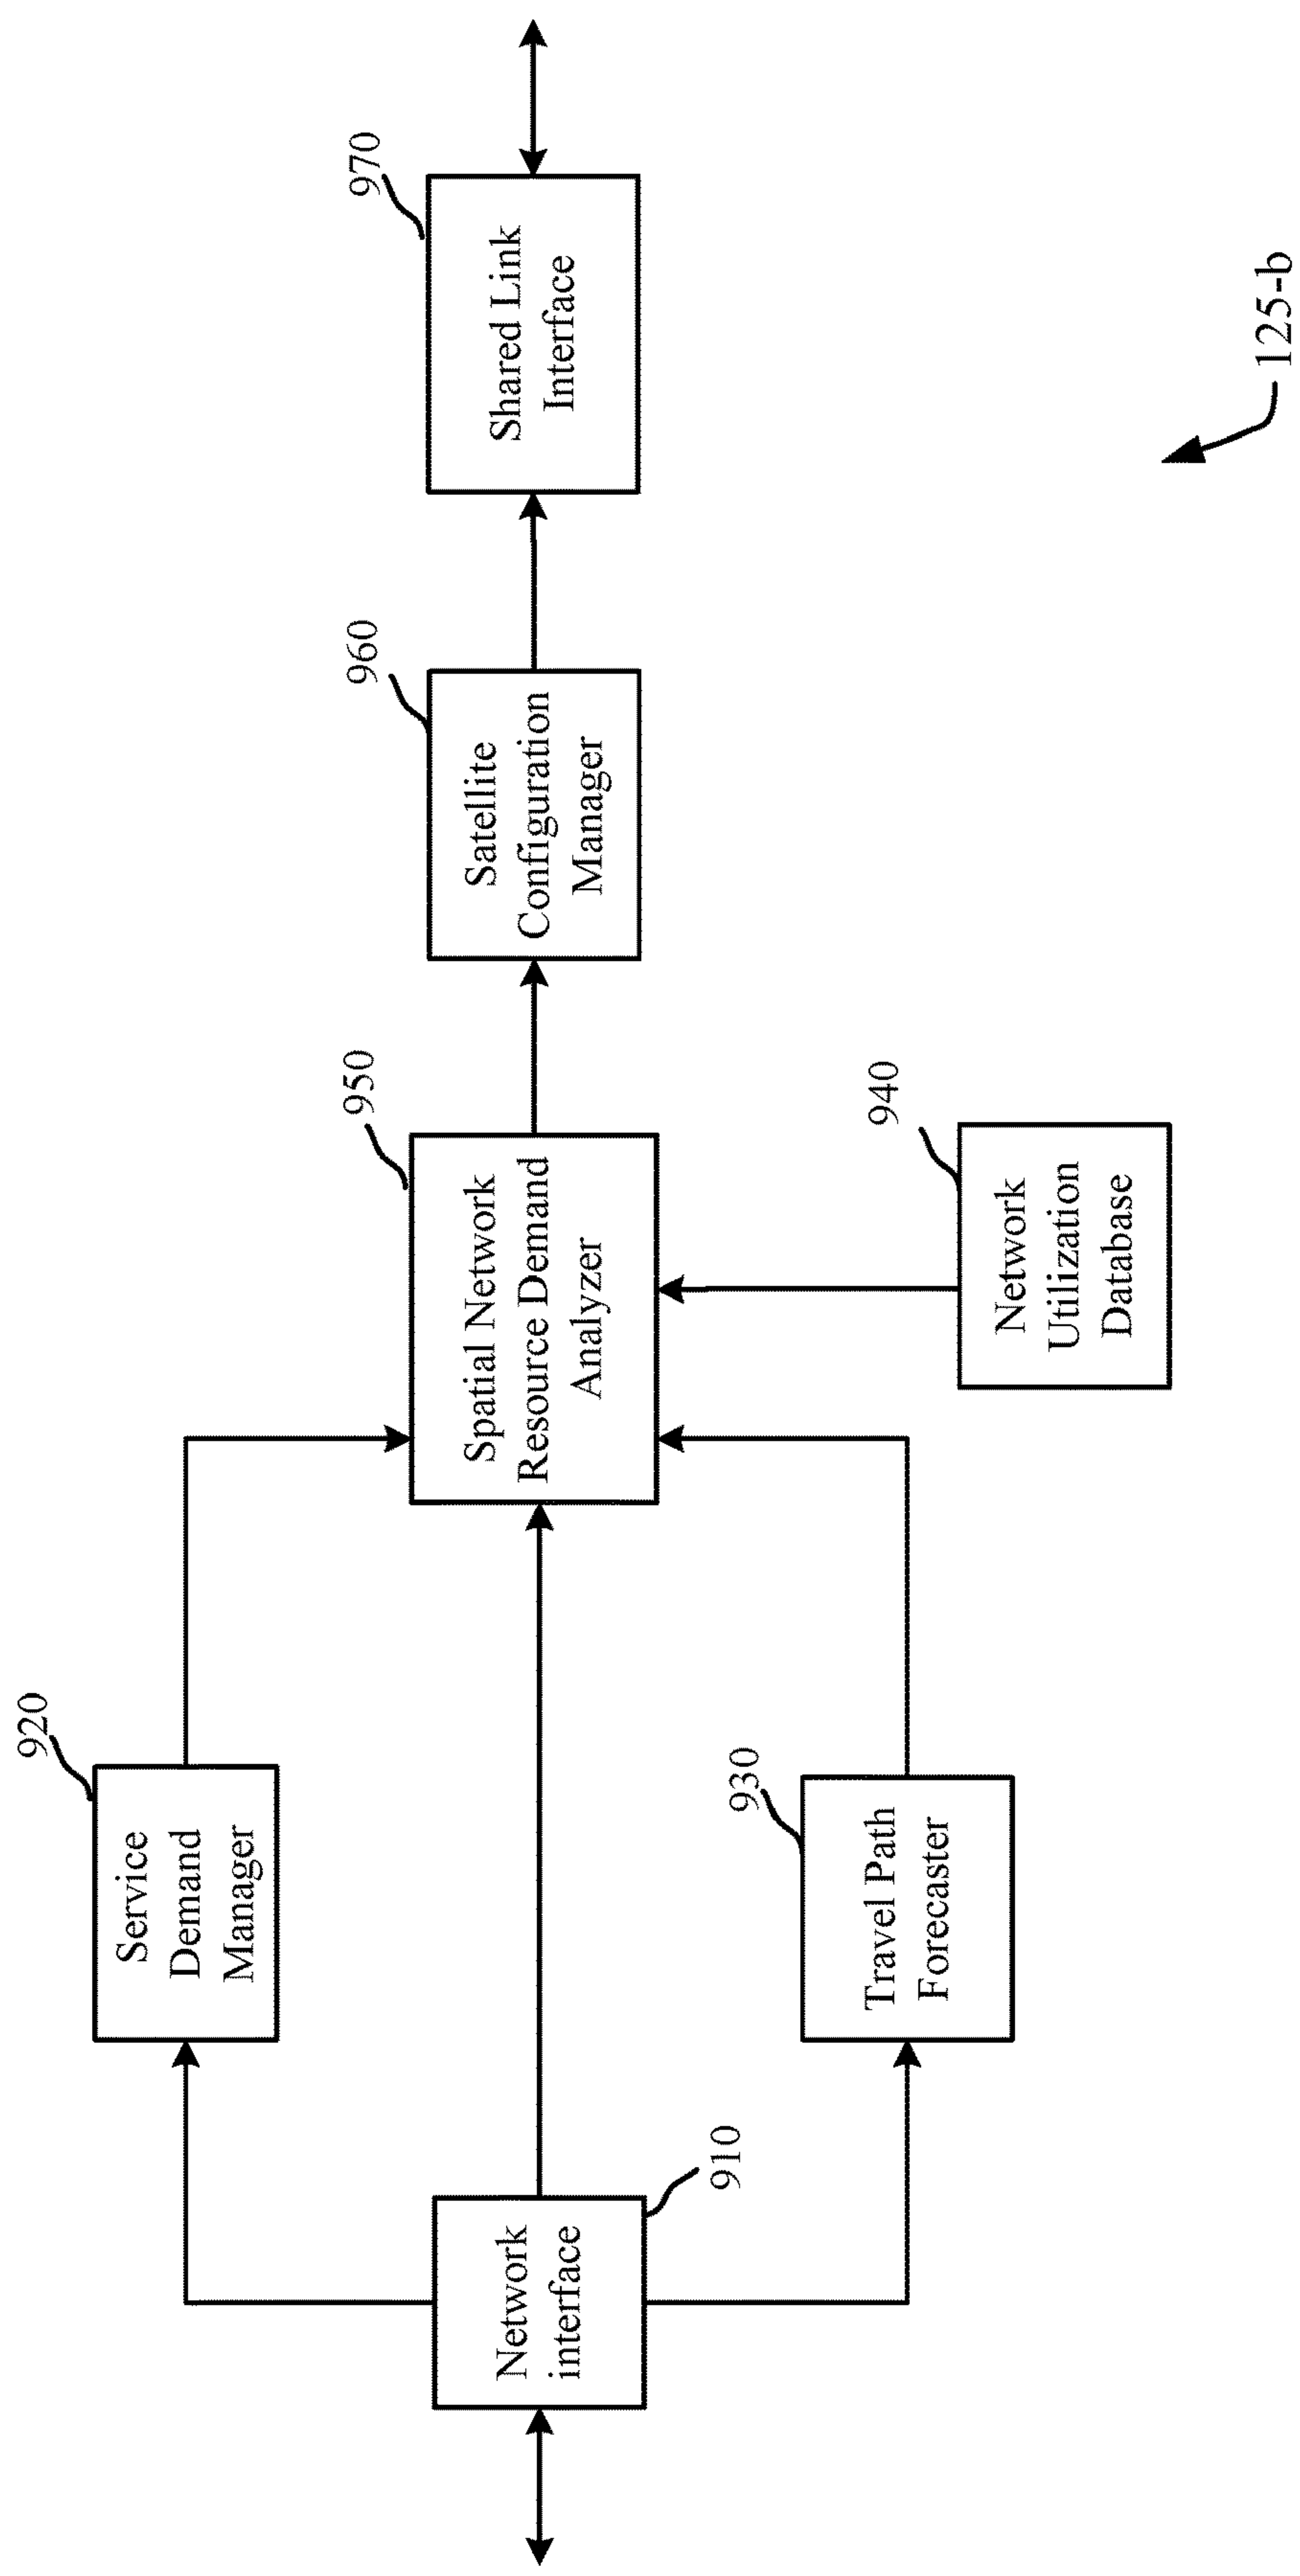 920
Service
Demand
Manager
Network
interface
910
930
Travel Path
Forecaster
950
Spatial Network
Resource Demand
Analyzer
940
Network
Utilization
Database
960
Satellite
Configuration
Manager
970
Shared Link
Interface
125-b